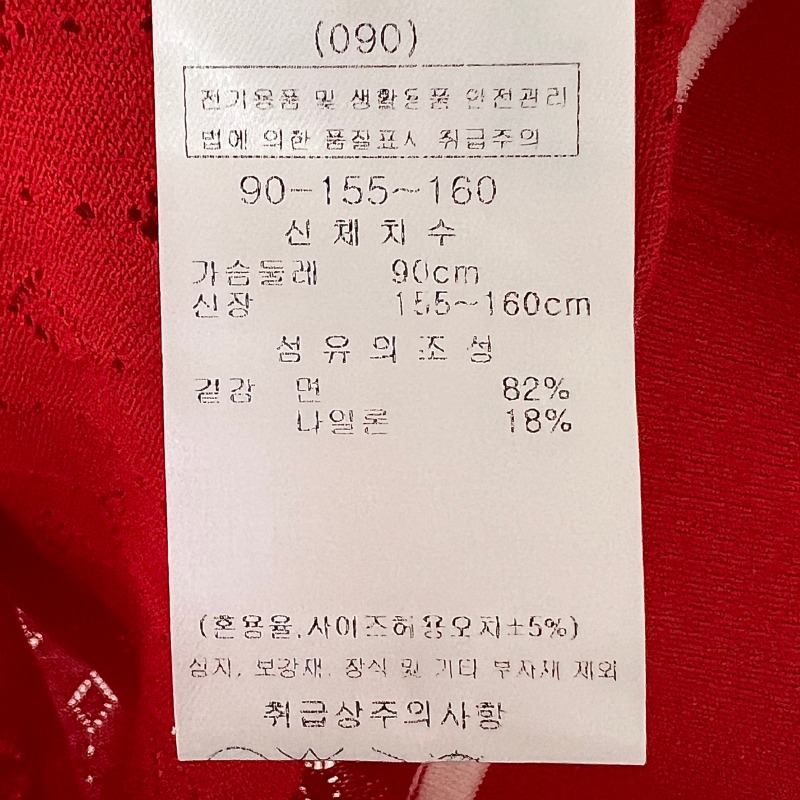 (090)
전기용품 및 생활용품 안전관리
법에 의한 품질표시 취급주의
90-155~160
신체치수
가슴둘레 90cm
신장 155~160cm
섬유의조성
겉감 면 82%
나일론 18%
(혼용율,사이즈허용오차±5%)
심지, 보강재, 장식 및 기타 부자재 제외
취급상주의사항